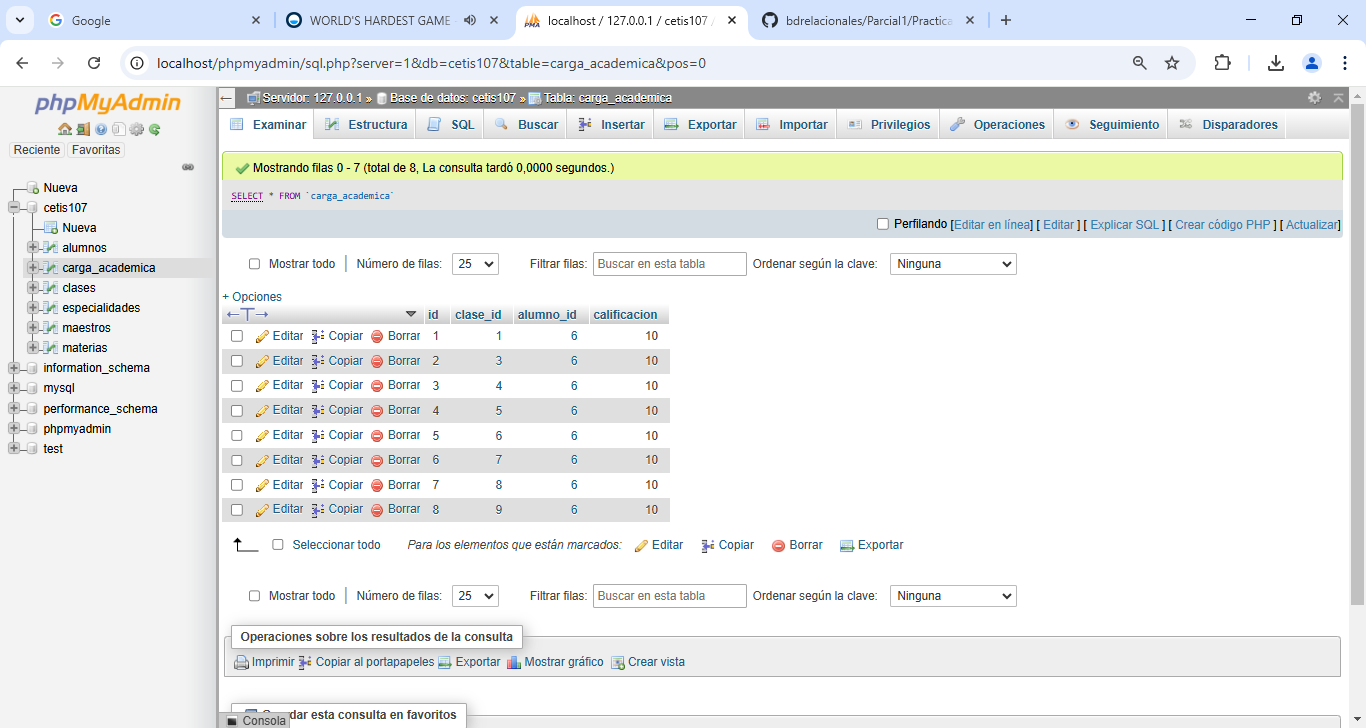 Google
WORLD'S HARDEST GAME
localhost / 127.0.0.1 / cetis107 /
bdrelacionales/Parcial1/Practica
localhost/phpmyadmin/sql.php?server=1&db=cetis107&table=carga_academica&pos=0
phpMyAdmin
Reciente Favoritas
Nueva
cetis107
Nueva
alumnos
carga_academica
clases
especialidades
maestros
materias
information_schema
mysql
performance_schema
phpmyadmin
test
Servidor: 127.0.0.1 » Base de datos: cetis107 » Tabla: carga_academica
Examinar Estructura SQL Buscar Insertar Exportar Importar Privilegios Operaciones Seguimiento Disparadores
Mostrando filas 0 - 7 (total de 8, La consulta tardó 0,0000 segundos.)
SELECT * FROM `carga_academica`
Perfilando [Editar en línea] [ Editar ] [ Explicar SQL ] [ Crear código PHP ] [ Actualizar]
Mostrar todo Número de filas: 25 Filtrar filas: Buscar en esta tabla Ordenar según la clave: Ninguna
+ Opciones
←T→ id clase_id alumno_id calificacion
Editar Copiar Borrar 1 1 6 10
Editar Copiar Borrar 2 3 6 10
Editar Copiar Borrar 3 4 6 10
Editar Copiar Borrar 4 5 6 10
Editar Copiar Borrar 5 6 6 10
Editar Copiar Borrar 6 7 6 10
Editar Copiar Borrar 7 8 6 10
Editar Copiar Borrar 8 9 6 10
Seleccionar todo Para los elementos que están marcados: Editar Copiar Borrar Exportar
Mostrar todo Número de filas: 25 Filtrar filas: Buscar en esta tabla Ordenar según la clave: Ninguna
Operaciones sobre los resultados de la consulta
Imprimir Copiar al portapapeles Exportar Mostrar gráfico Crear vista
dar esta consulta en favoritos
Consola